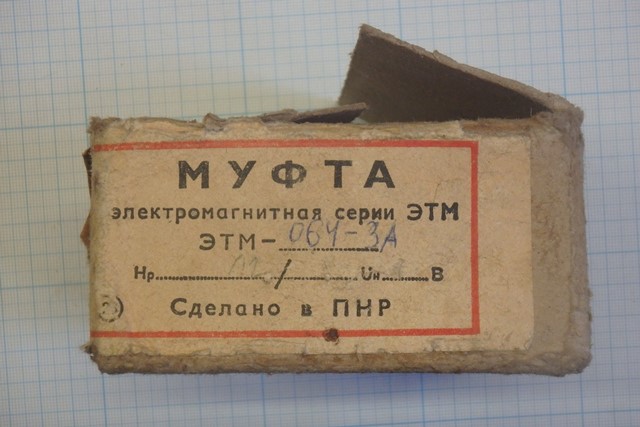 МУФТА
электромагнитная серии ЭТМ
ЭТМ- 064-3А
Нр / Uн В
Сделано в ПНР